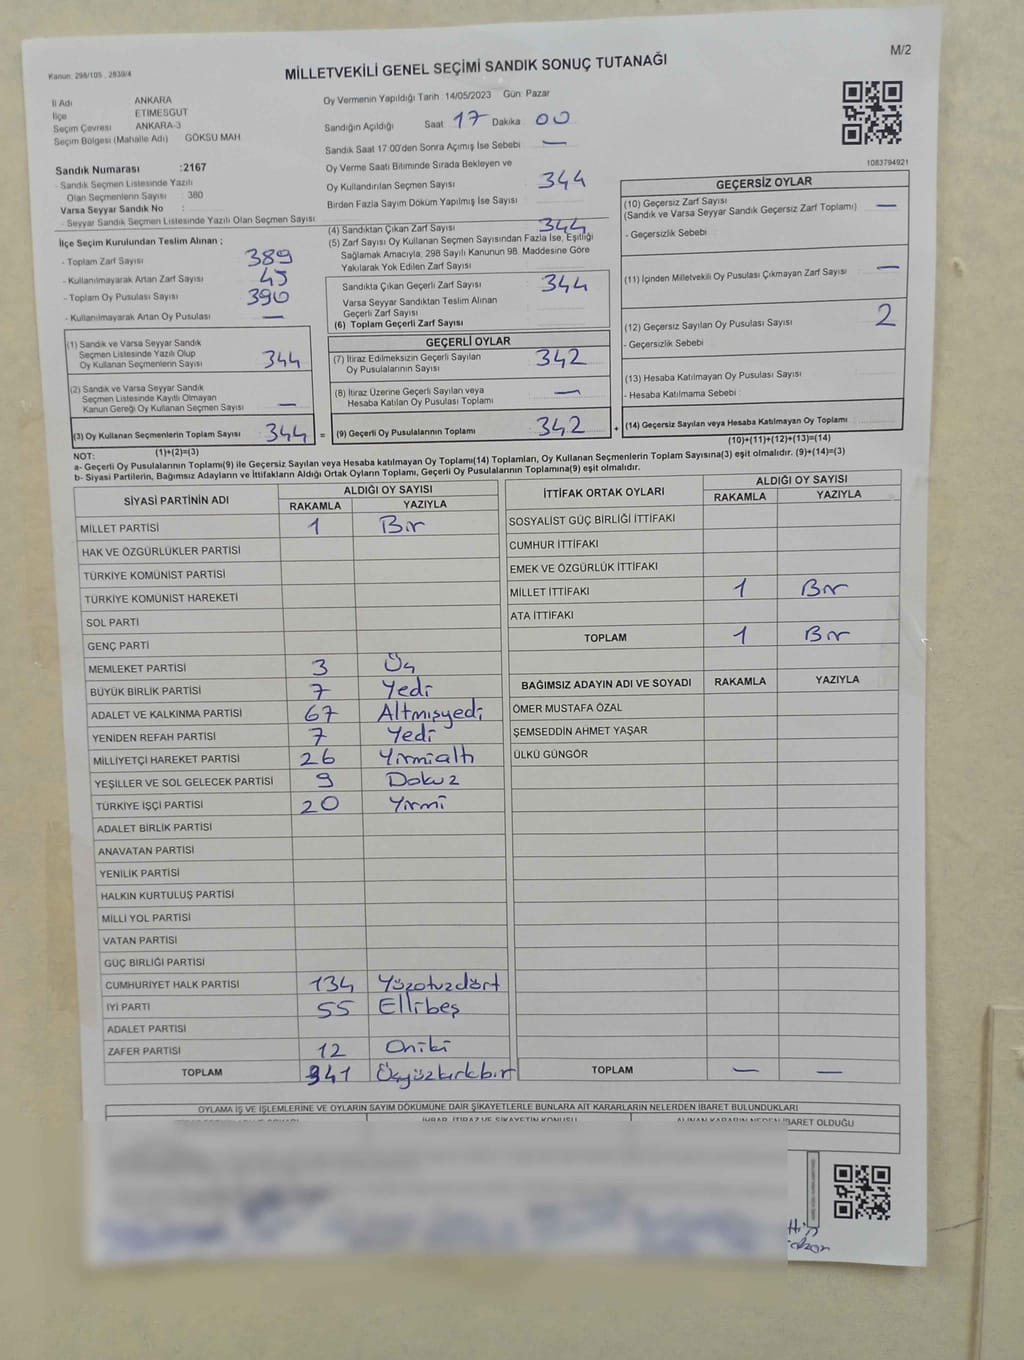 Kanun: 298/105 , 2839/4
MİLLETVEKİLİ GENEL SEÇİMİ SANDIK SONUÇ TUTANAĞI
M/2
İl Adı ANKARA
İlçe ETİMESGUT
Seçim Çevresi ANKARA-3
Seçim Bölgesi (Mahalle Adı) GÖKSU MAH.
Sandık Numarası :2167
- Sandık Seçmen Listesinde Yazılı
Olan Seçmenlerin Sayısı : 360
Varsa Seyyar Sandık No :
- Seyyar Sandık Seçmen Listesinde Yazılı Olan Seçmen Sayısı:
Oy Vermenin Yapıldığı Tarih :14/05/2023 Gün: Pazar
Sandığın Açıldığı Saat 17 Dakika 00
Sandık Saat 17:00'den Sonra Açımış İse Sebebi —
Oy Verme Saati Bitiminde Sırada Bekleyen ve
Oy Kullandırılan Seçmen Sayısı 344
Birden Fazla Sayım Döküm Yapılmış İse Sayısı
1083794921
İlçe Seçim Kurulundan Teslim Alınan ;
- Toplam Zarf Sayısı 389
- Kullanılmayarak Artan Zarf Sayısı 45
- Toplam Oy Pusulası Sayısı 390
- Kullanılmayarak Artan Oy Pusulası —
(1) Sandık ve Varsa Seyyar Sandık
Seçmen Listesinde Yazılı Olup
Oy Kullanan Seçmenlerin Sayısı 344
(2) Sandık ve Varsa Seyyar Sandık
Seçmen Listesinde Kayıtlı Olmayan
Kanun Gereği Oy Kullanan Seçmen Sayısı —
(3) Oy Kullanan Seçmenlerin Toplam Sayısı 344 =
(1)+(2)=(3)
(4) Sandıktan Çıkan Zarf Sayısı 344
(5) Zarf Sayısı Oy Kullanan Seçmen Sayısından Fazla İse, Eşitliği
Sağlamak Amacıyla, 298 Sayılı Kanunun 98. Maddesine Göre
Yakılarak Yok Edilen Zarf Sayısı
Sandıkta Çıkan Geçerli Zarf Sayısı 344
Varsa Seyyar Sandıktan Teslim Alınan
Geçerli Zarf Sayısı
(6) Toplam Geçerli Zarf Sayısı
GEÇERLİ OYLAR
(7) İtiraz Edilmeksizin Geçerli Sayılan
Oy Pusulalarının Sayısı 342
(8) İtiraz Üzerine Geçerli Sayılan veya
Hesaba Katılan Oy Pusulası Toplamı —
(9) Geçerli Oy Pusulalarının Toplamı 342 +
GEÇERSİZ OYLAR
(10) Geçersiz Zarf Sayısı —
(Sandık ve Varsa Seyyar Sandık Geçersiz Zarf Toplamı)
- Geçersizlik Sebebi :
(11) İçinden Milletvekili Oy Pusulası Çıkmayan Zarf Sayısı —
(12) Geçersiz Sayılan Oy Pusulası Sayısı 2
- Geçersizlik Sebebi
(13) Hesaba Katılmayan Oy Pusulası Sayısı
- Hesaba Katılmama Sebebi :
(14) Geçersiz Sayılan veya Hesaba Katılmayan Oy Toplamı
(10)+(11)+(12)+(13)=(14)
NOT:
a- Geçerli Oy Pusulalarının Toplamı(9) ile Geçersiz Sayılan veya Hesaba katılmayan Oy Toplamı(14) Toplamları, Oy Kullanan Seçmenlerin Toplam Sayısına(3) eşit olmalıdır. (9)+(14)=(3)
b- Siyasi Partilerin, Bağımsız Adayların ve İttifakların Aldığı Ortak Oyların Toplamı, Geçerli Oy Pusulalarının Toplamına(9) eşit olmalıdır.
SİYASİ PARTİNİN ADI ALDIĞI OY SAYISI
RAKAMLA YAZIYLA
MİLLET PARTİSİ 1 Bir
HAK VE ÖZGÜRLÜKLER PARTİSİ
TÜRKİYE KOMÜNİST PARTİSİ
TÜRKİYE KOMÜNİST HAREKETİ
SOL PARTİ
GENÇ PARTİ
MEMLEKET PARTİSİ 3 Üç
BÜYÜK BİRLİK PARTİSİ 7 Yedi
ADALET VE KALKINMA PARTİSİ 67 Altmışyedi
YENİDEN REFAH PARTİSİ 7 Yedi
MİLLİYETÇİ HAREKET PARTİSİ 26 Yirmialtı
YEŞİLLER VE SOL GELECEK PARTİSİ 9 Dokuz
TÜRKİYE İŞÇİ PARTİSİ 20 Yirmi
ADALET BİRLİK PARTİSİ
ANAVATAN PARTİSİ
YENİLİK PARTİSİ
HALKIN KURTULUŞ PARTİSİ
MİLLİ YOL PARTİSİ
VATAN PARTİSİ
GÜÇ BİRLİĞİ PARTİSİ
CUMHURİYET HALK PARTİSİ 134 Yüzotuzdört
İYİ PARTİ 55 Ellibeş
ADALET PARTİSİ
ZAFER PARTİSİ 12 Oniki
TOPLAM 341 Üçyüzkırkbir
İTTİFAK ORTAK OYLARI ALDIĞI OY SAYISI
RAKAMLA YAZIYLA
SOSYALİST GÜÇ BİRLİĞİ İTTİFAKI
CUMHUR İTTİFAKI
EMEK VE ÖZGÜRLÜK İTTİFAKI
MİLLET İTTİFAKI 1 Bir
ATA İTTİFAKI
TOPLAM 1 Bir
BAĞIMSIZ ADAYIN ADI VE SOYADI RAKAMLA YAZIYLA
ÖMER MUSTAFA ÖZAL
ŞEMSEDDİN AHMET YAŞAR
ÜLKÜ GÜNGÖR
TOPLAM — —
OYLAMA İŞ VE İŞLEMLERİNE VE OYLARIN SAYIM DÖKÜMÜNE DAİR ŞİKAYETLERLE BUNLARA AİT KARARLARIN NELERDEN İBARET BULUNDUKLARI
İHBAR, İTİRAZ VE ŞİKAYETİN KONUSU
ALINAN KARARIN NEDEN İBARET OLDUĞU